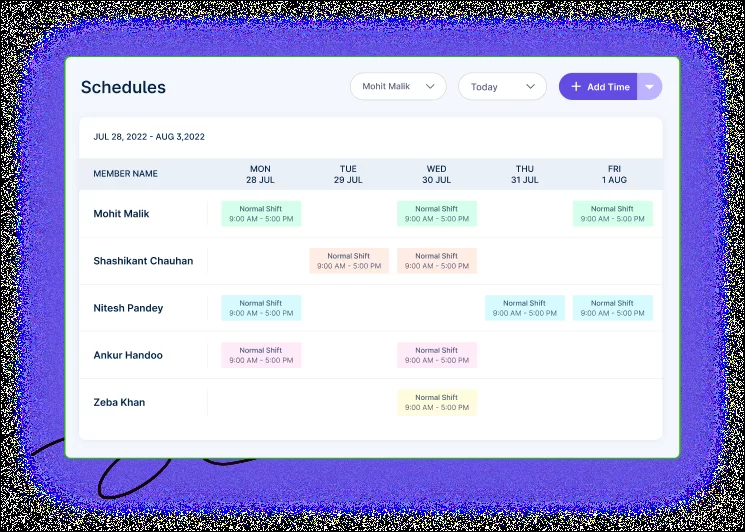 Schedules
Mohit Malik
Today
+ Add Time
JUL 28, 2022 - AUG 3,2022
MEMBER NAME MON TUE WED THU FRI
28 JUL 29 JUL 30 JUL 31 JUL 1 AUG
Mohit Malik
Normal Shift Normal Shift Normal Shift
9:00 AM - 5:00 PM 9:00 AM - 5:00 PM 9:00 AM - 5:00 PM
Shashikant Chauhan
Normal Shift Normal Shift
9:00 AM - 5:00 PM 9:00 AM - 5:00 PM
Nitesh Pandey
Normal Shift Normal Shift Normal Shift
9:00 AM - 5:00 PM 9:00 AM - 5:00 PM 9:00 AM - 5:00 PM
Ankur Handoo
Normal Shift Normal Shift
9:00 AM - 5:00 PM 9:00 AM - 5:00 PM
Zeba Khan
Normal Shift
9:00 AM - 5:00 PM